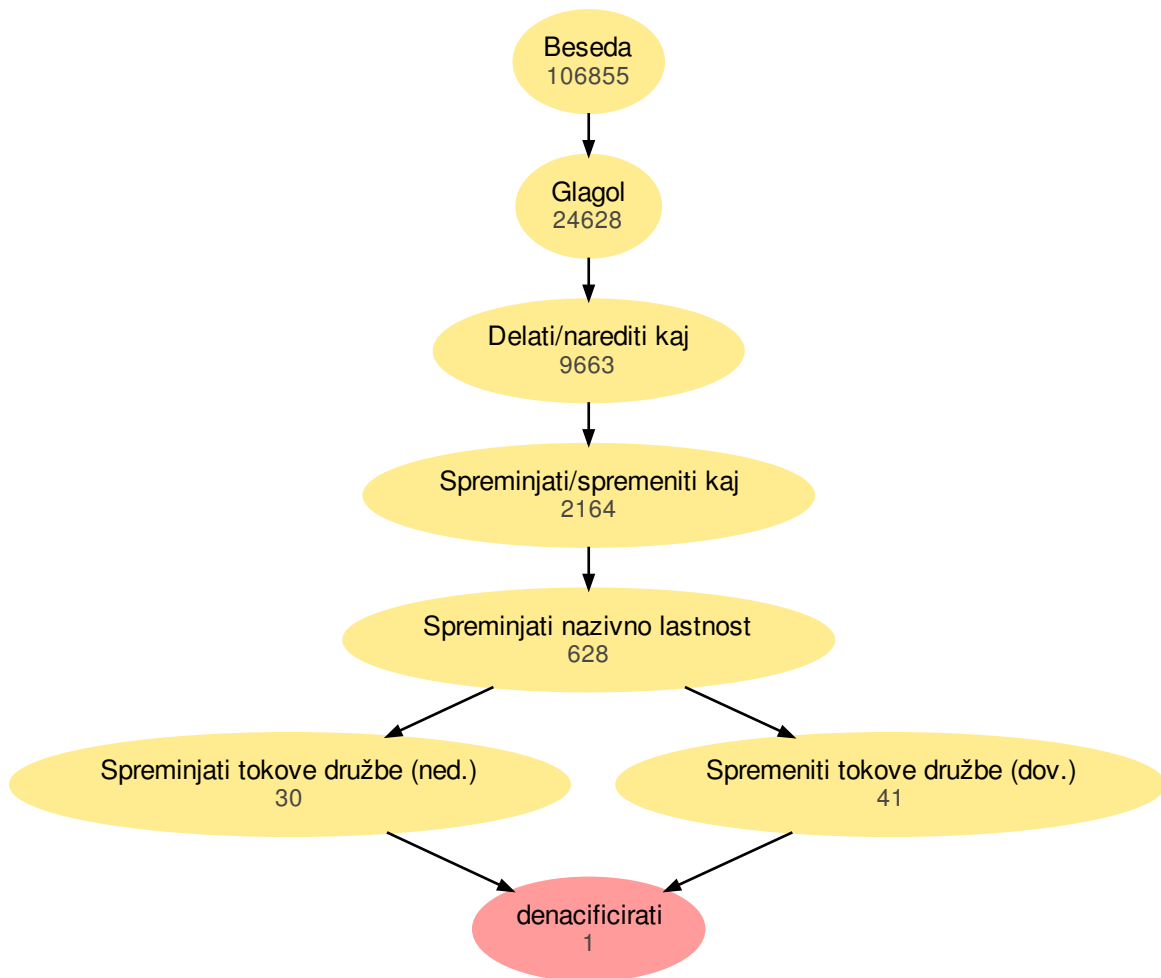 Beseda
106855
Glagol
24628
Delati/narediti kaj
9663
Spreminjati/spremeniti kaj
2164
Spreminjati nazivno lastnost
628
Spreminjati tokove družbe (ned.)
30
Spremeniti tokove družbe (dov.)
41
denacificirati
1